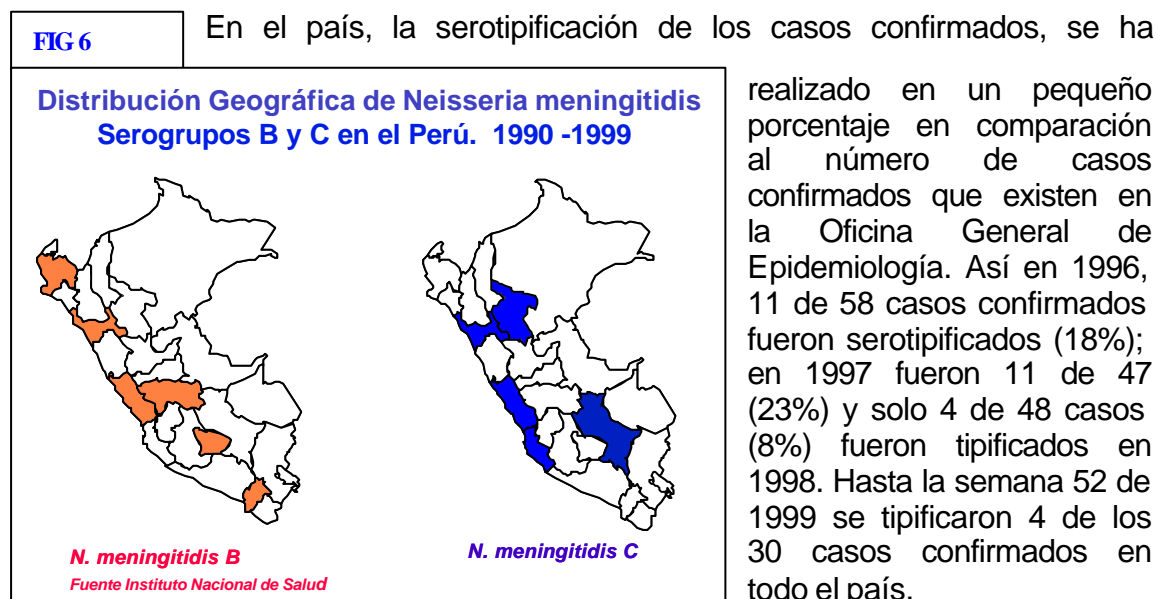 FIG 6
En el país, la serotipificación de los casos confirmados, se ha
Distribución Geográfica de Neisseria meningitidis
Serogrupos B y C en el Perú. 1990 -1999
N. meningitidis B
Fuente Instituto Nacional de Salud
N. meningitidis C
realizado en un pequeño
porcentaje en comparación
al número de casos
confirmados que existen en
la Oficina General de
Epidemiología. Así en 1996,
11 de 58 casos confirmados
fueron serotipificados (18%);
en 1997 fueron 11 de 47
(23%) y solo 4 de 48 casos
(8%) fueron tipificados en
1998. Hasta la semana 52 de
1999 se tipificaron 4 de los
30 casos confirmados en
todo el país.